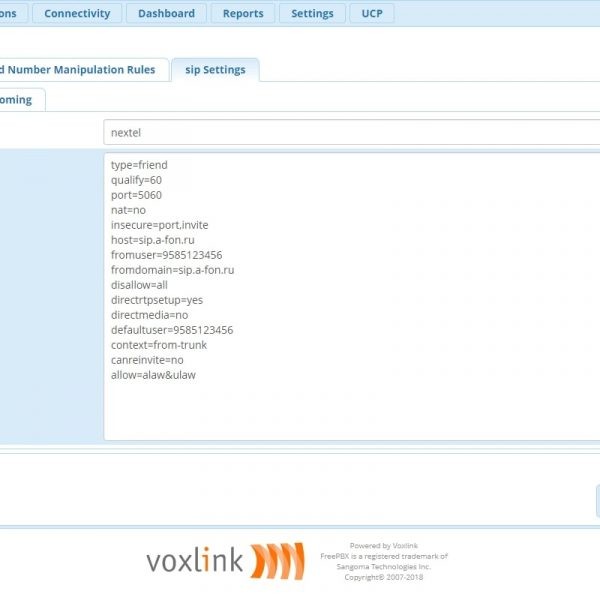 ons Connectivity Dashboard Reports Settings UCP
d Number Manipulation Rules sip Settings
oming
nextel
type=friend
qualify=60
port=5060
nat=no
insecure=port,invite
host=sip.a-fon.ru
fromuser=9585123456
fromdomain=sip.a-fon.ru
disallow=all
directrtpsetup=yes
directmedia=no
defaultuser=9585123456
context=from-trunk
canreinvite=no
allow=alaw&ulaw
voxlink
Powered by Voxlink
FreePBX is a registered trademark of
Sangoma Technologies Inc.
Copyright© 2007-2018